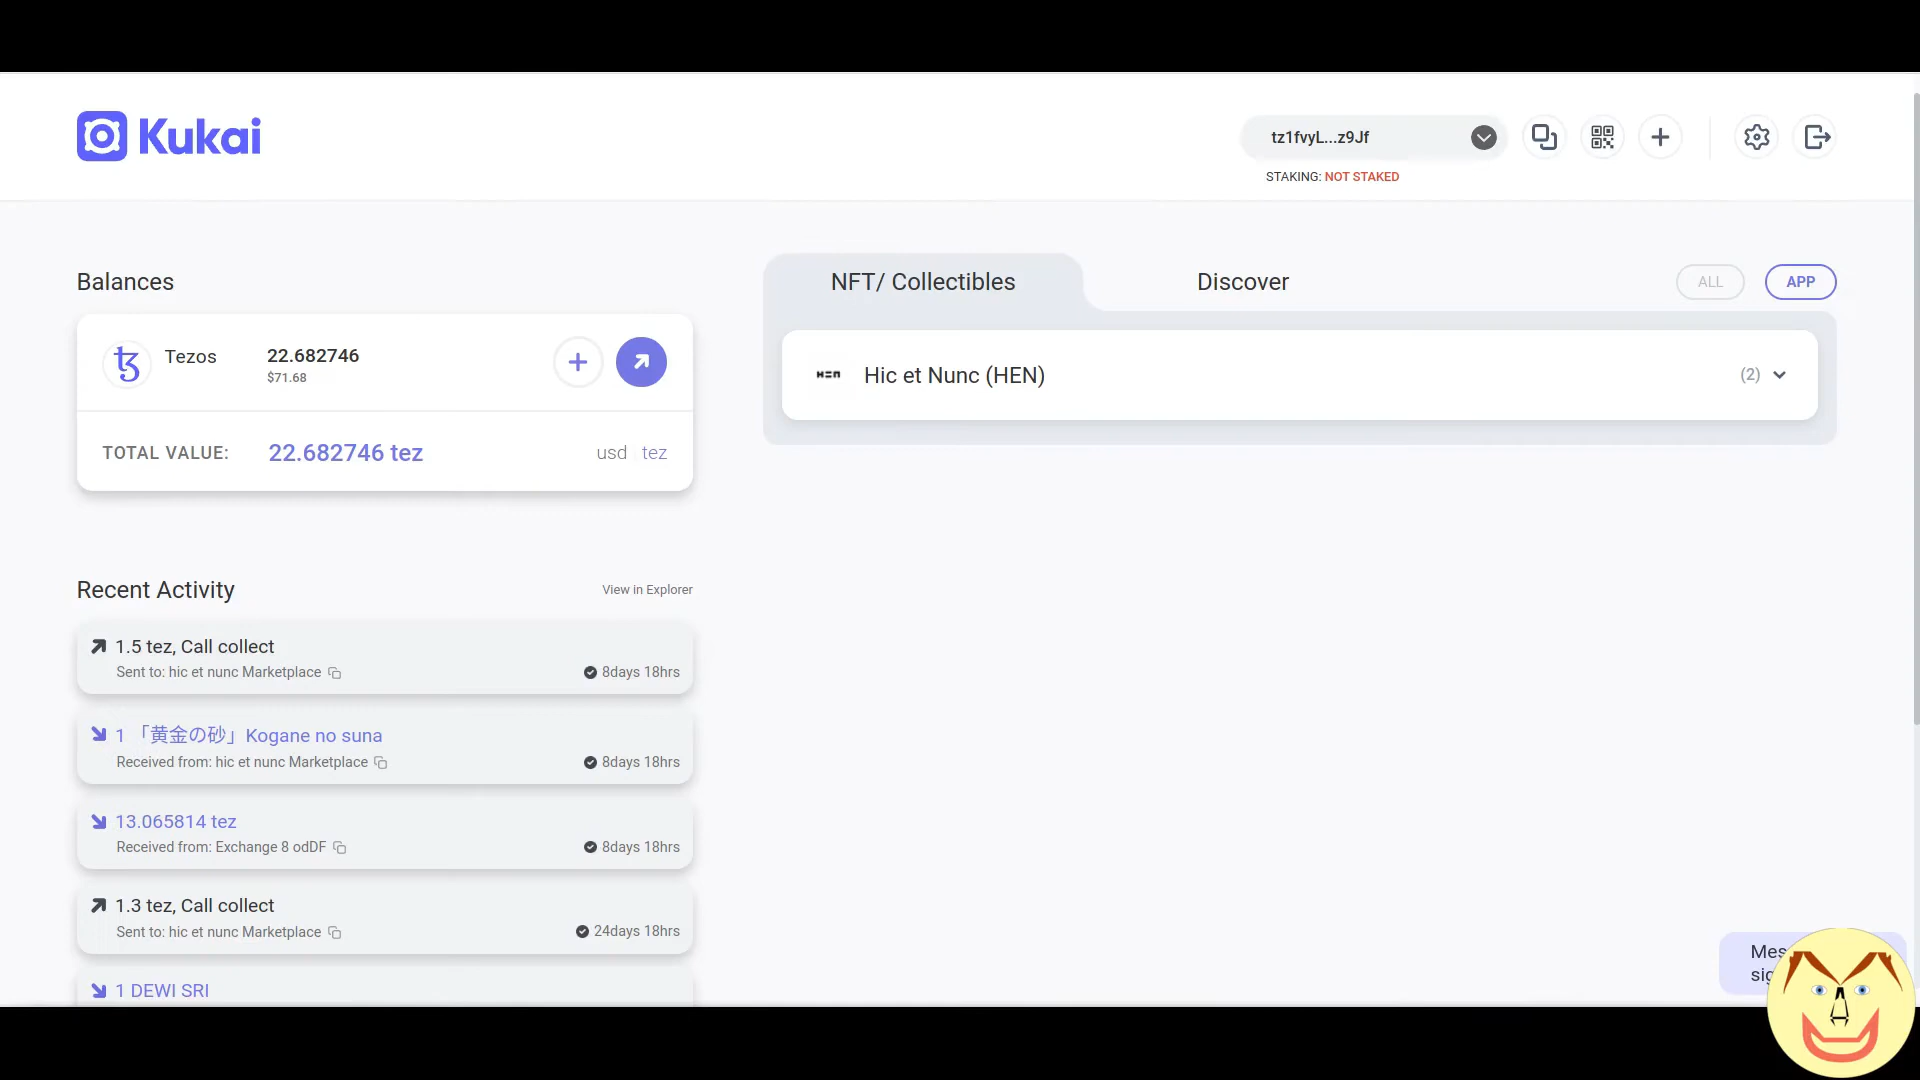 Kukai
tz1fvyL...z9Jf
STAKING: NOT STAKED
Balances
Tezos
22.682746
$71.68
TOTAL VALUE: 22.682746 tez usd tez
NFT/ Collectibles
Discover
ALL
APP
HEN
Hic et Nunc (HEN)
(2)
Recent Activity
View in Explorer
1.5 tez, Call collect
Sent to: hic et nunc Marketplace
8days 18hrs
1 「黄金の砂」Kogane no suna
Received from: hic et nunc Marketplace
8days 18hrs
13.065814 tez
Received from: Exchange 8 odDF
8days 18hrs
1.3 tez, Call collect
Sent to: hic et nunc Marketplace
24days 18hrs
1 DEWI SRI